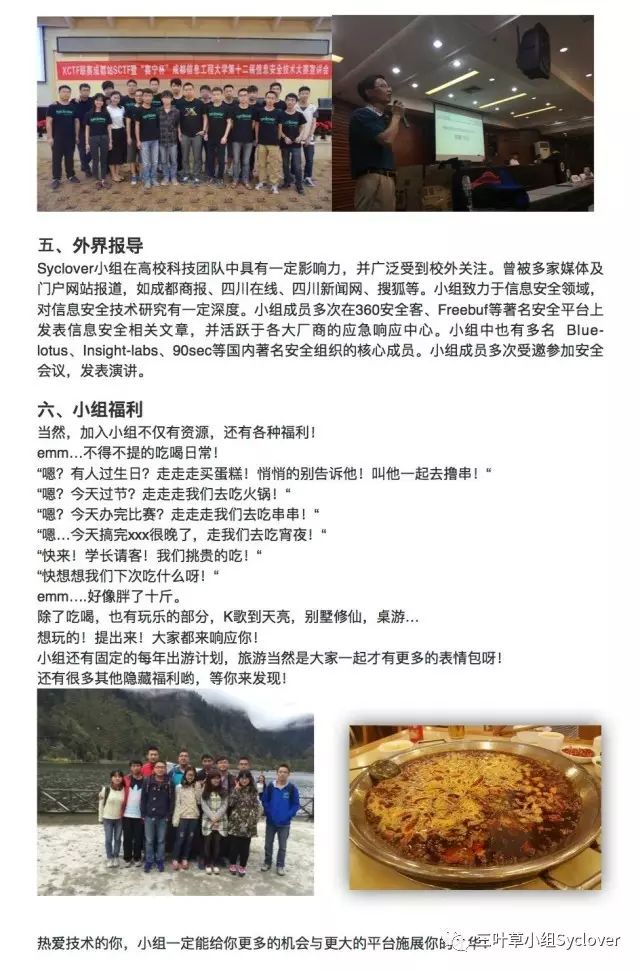 XCTF联赛成都站SCTF暨“赛宁杯”成都信息工程大学第十二届信息安全技术大赛宣讲会
五、外界报导
Syclover小组在高校科技团队中具有一定影响力，并广泛受到校外关注。曾被多家媒体及
门户网站报道，如成都商报、四川在线、四川新闻网、搜狐等。小组致力于信息安全领域，
对信息安全技术研究有一定深度。小组成员多次在360安全客、Freebuf等著名安全平台上
发表信息安全相关文章，并活跃于各大厂商的应急响应中心。小组中也有多名 Blue-
lotus、Insight-labs、90sec等国内著名安全组织的核心成员。小组成员多次受邀参加安全
会议，发表演讲。
六、小组福利
当然，加入小组不仅有资源，还有各种福利！
emm…不得不提的吃喝日常！
“嗯？有人过生日？走走走买蛋糕！悄悄的别告诉他！叫他一起去撸串！“
“嗯？今天过节？走走走我们去吃火锅！“
“嗯？今天办完比赛？走走走我们去吃串串！“
“嗯…今天搞完xxx很晚了，走我们去吃宵夜！“
“快来！学长请客！我们挑贵的吃！“
“快想想我们下次吃什么呀！“
emm….好像胖了十斤。
除了吃喝，也有玩乐的部分，K歌到天亮，别墅修仙，桌游…
想玩的！提出来！大家都来响应你！
小组还有固定的每年出游计划，旅游当然是大家一起才有更多的表情包呀！
还有很多其他隐藏福利哟，等你来发现！
热爱技术的你，小组一定能给你更多的机会与更大的平台施展你的 华！
三叶草小组Syclover